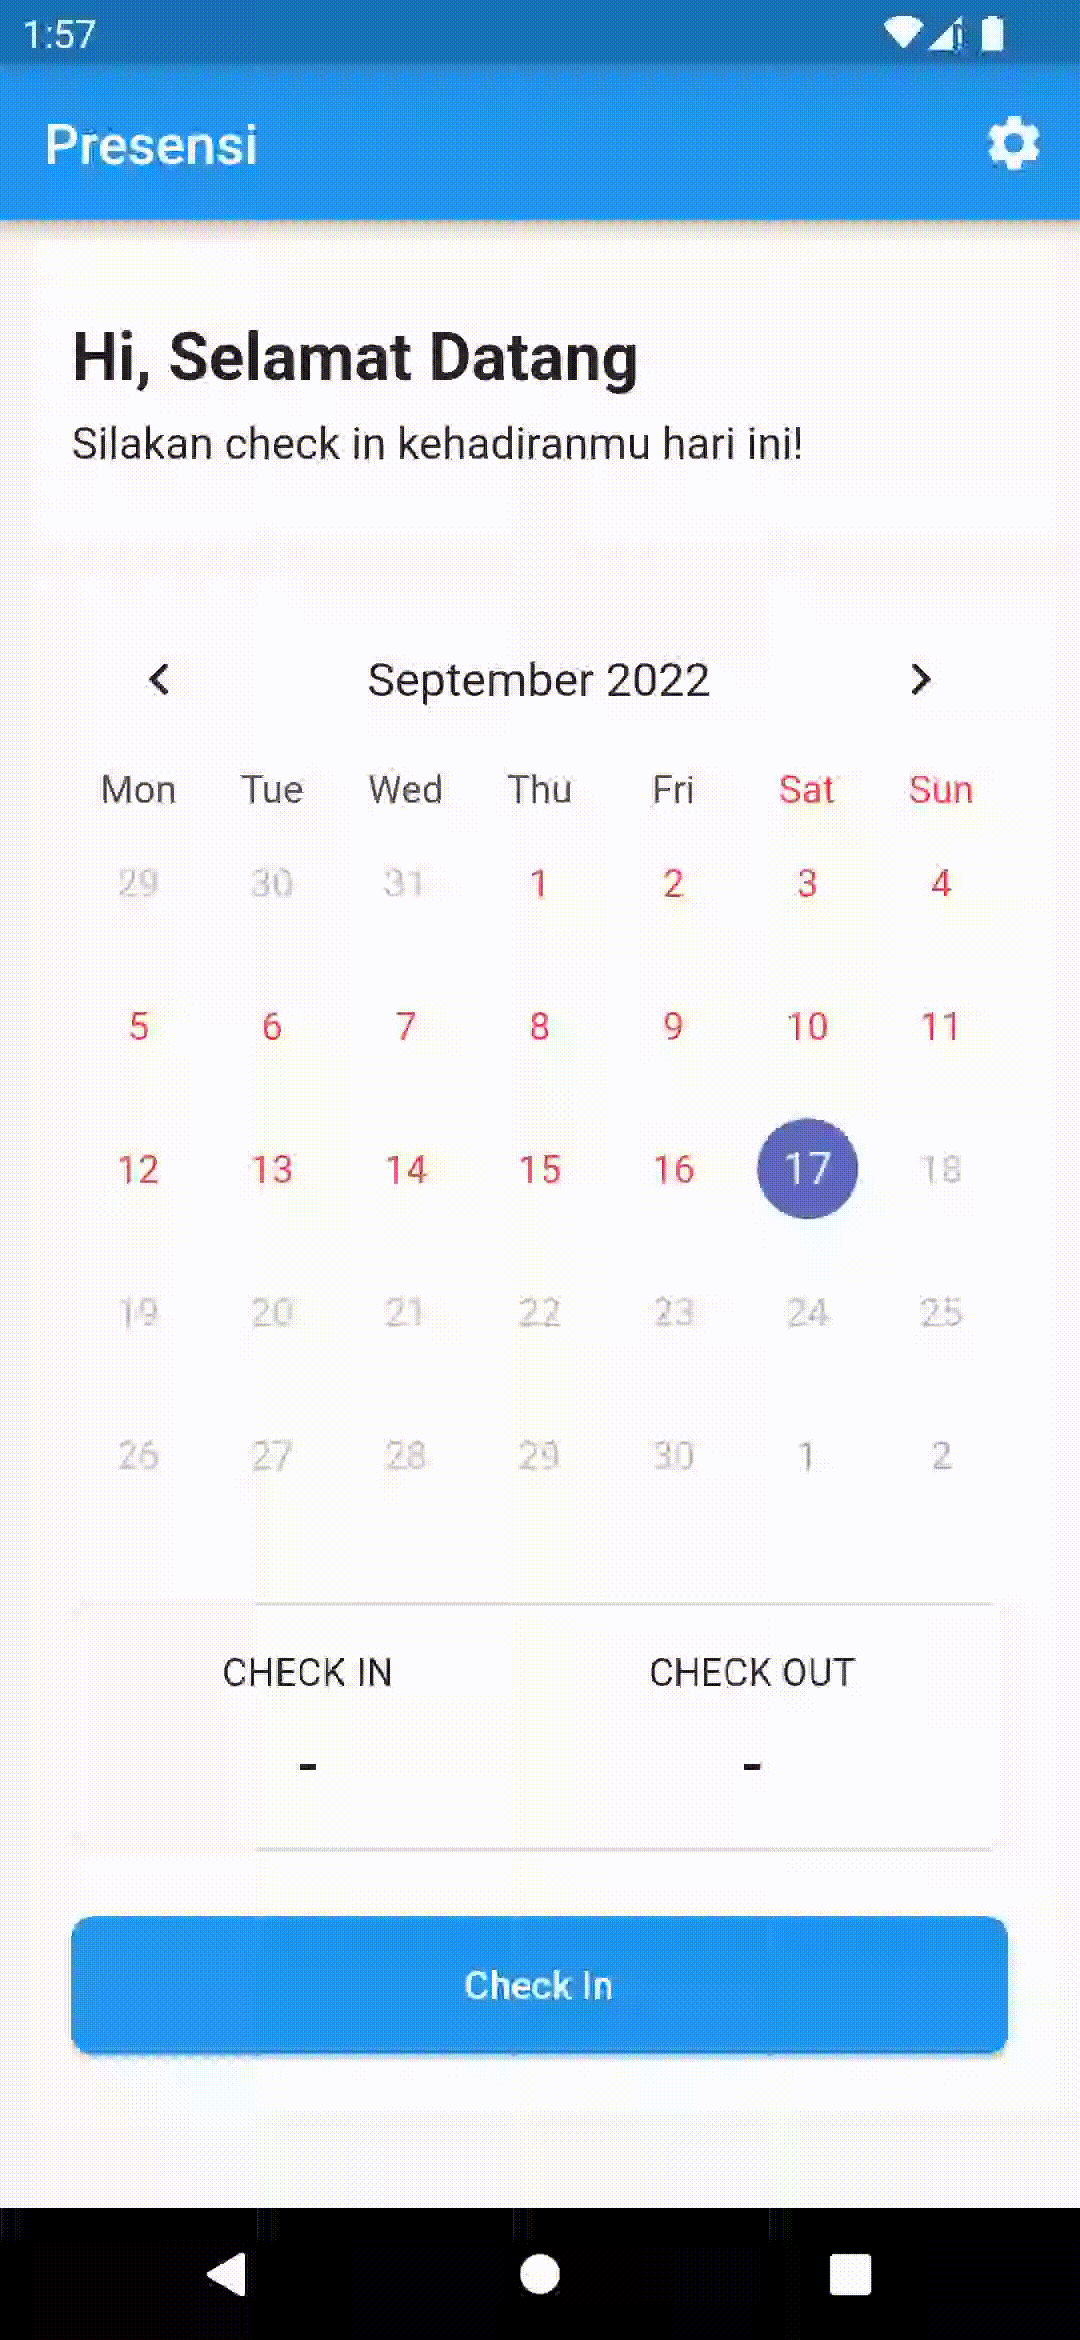 1:57
Presensi
Hi, Selamat Datang
Silakan check in kehadiranmu hari ini!
September 2022
Mon Tue Wed Thu Fri Sat Sun
29 30 31 1 2 3 4
5 6 7 8 9 10 11
12 13 14 15 16 17 18
19 20 21 22 23 24 25
26 27 28 29 30 1 2
CHECK IN CHECK OUT
- -
Check In